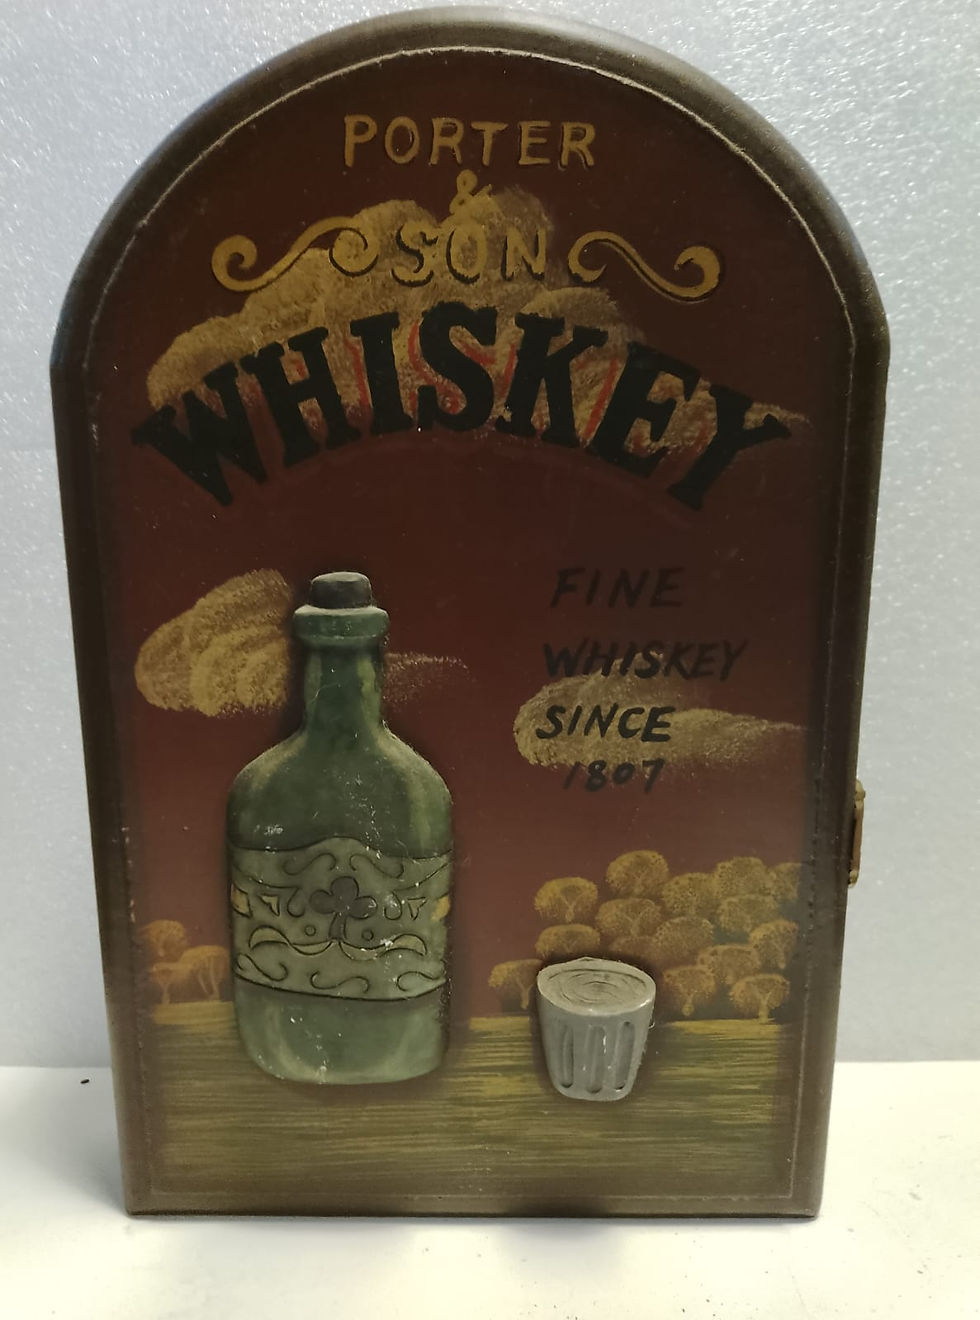 PORTER
&
SON
WHISKEY
FINE
WHISKEY
SINCE
1807